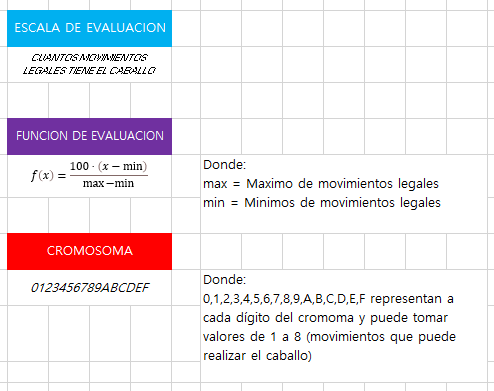 ESCALA DE EVALUACION
CUANTOS MOVIMIENTOS
LEGALES TIENE EL CABALLO
FUNCION DE EVALUACION
f(x) = 100·(x−min) / max−min
Donde:
max = Maximo de movimientos legales
min = Minimos de movimientos legales
CROMOSOMA
0123456789ABCDEF
Donde:
0,1,2,3,4,5,6,7,8,9,A,B,C,D,E,F representan a
cada dígito del cromoma y puede tomar
valores de 1 a 8 (movimientos que puede
realizar el caballo)